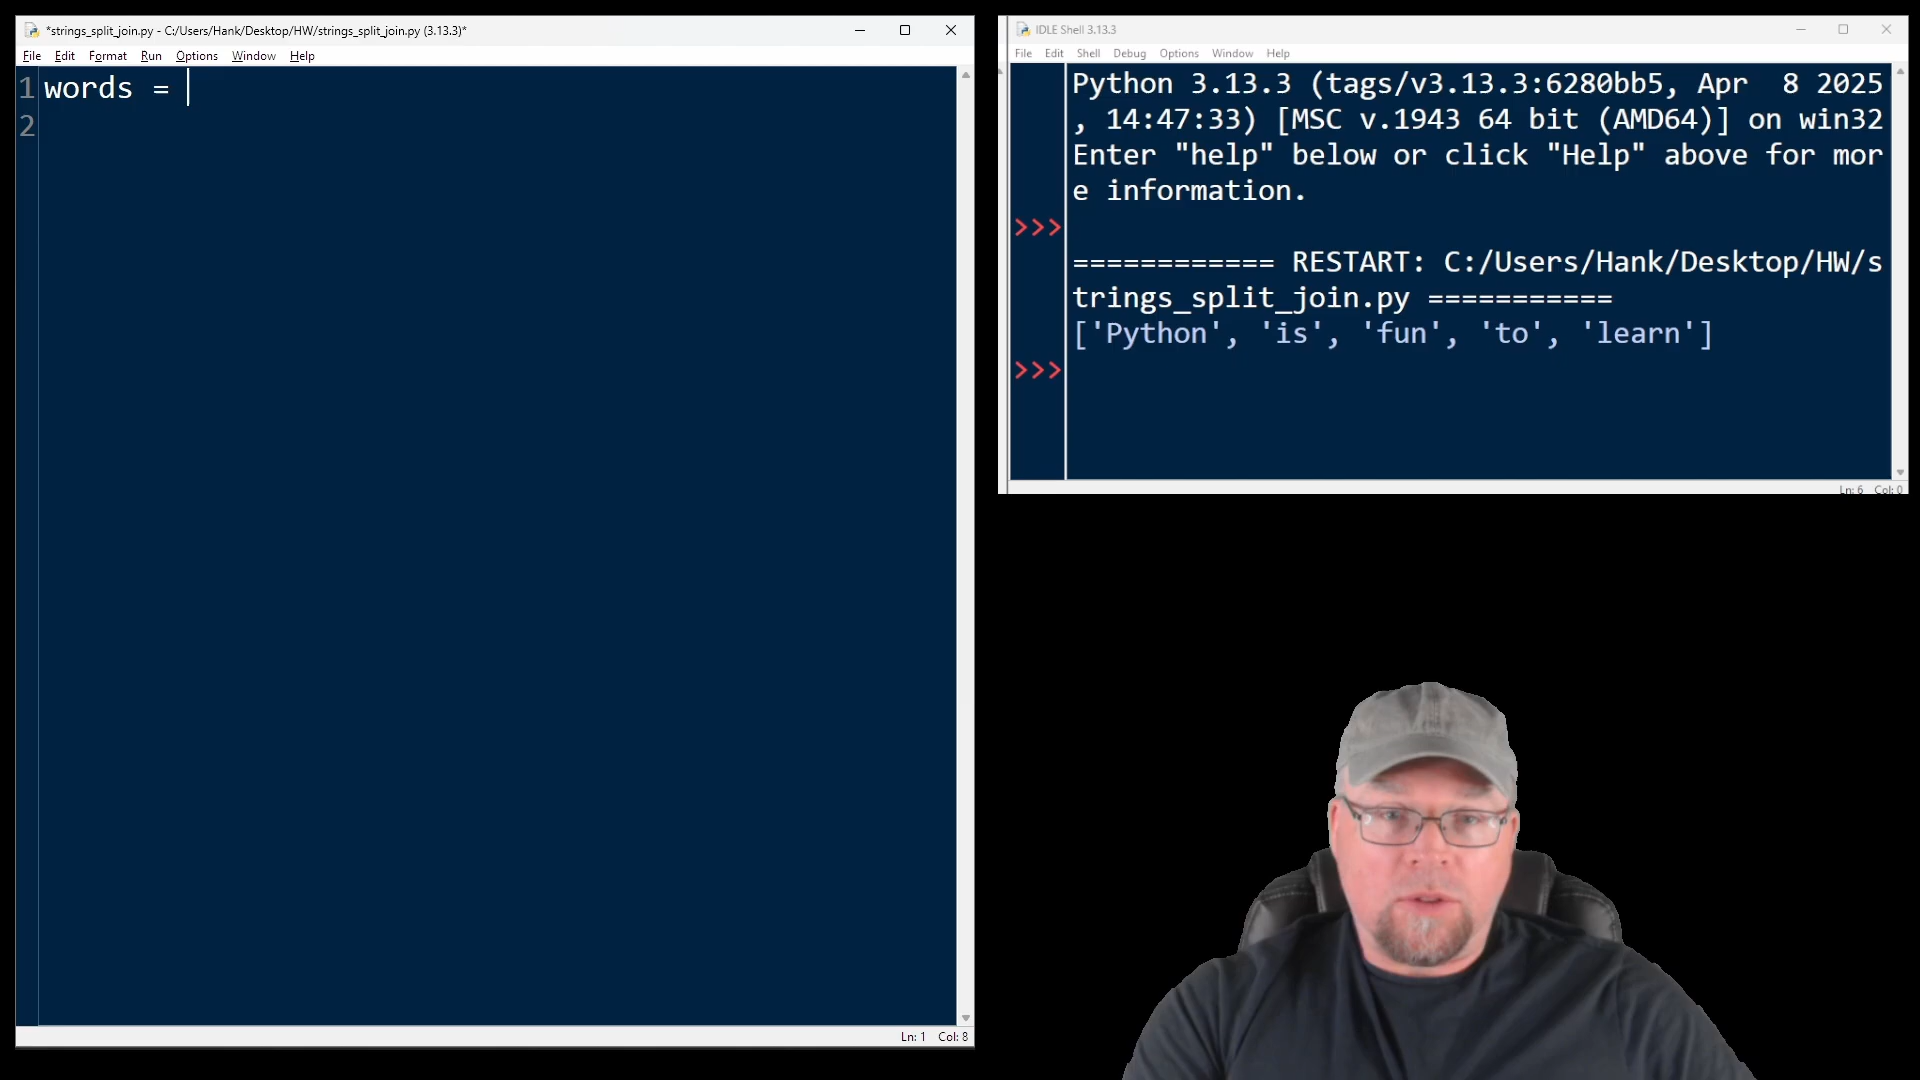 *strings_split_join.py - C:/Users/Hank/Desktop/HW/strings_split_join.py (3.13.3)*
File Edit Format Run Options Window Help
1 words =
2
Ln: 1 Col: 8
IDLE Shell 3.13.3
File Edit Shell Debug Options Window Help
Python 3.13.3 (tags/v3.13.3:6280bb5, Apr  8 2025
, 14:47:33) [MSC v.1943 64 bit (AMD64)] on win32
Enter "help" below or click "Help" above for mor
e information.
>>>
============ RESTART: C:/Users/Hank/Desktop/HW/s
trings_split_join.py ===========
['Python', 'is', 'fun', 'to', 'learn']
>>>
Ln: 6 Col: 0